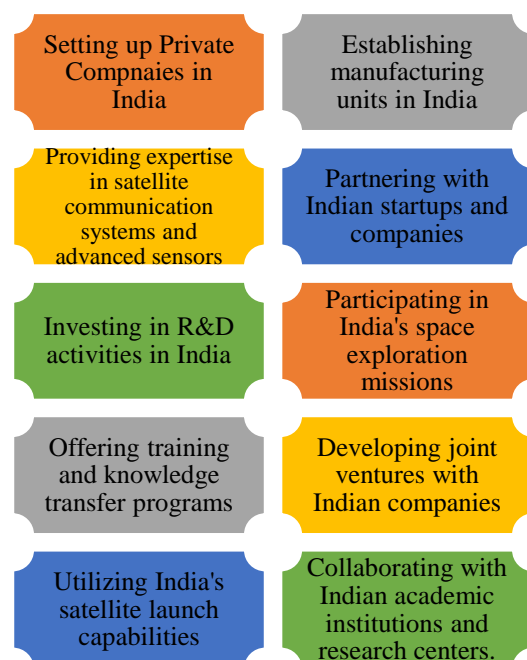 Setting up Private
Compnaies in
India
Establishing
manufacturing
units in India
Providing expertise
in satellite
communication
systems and
advanced sensors
Partnering with
Indian startups and
companies
Investing in R&D
activities in India
Participating in
India's space
exploration
missions
Offering training
and knowledge
transfer programs
Developing joint
ventures with
Indian companies
Utilizing India's
satellite launch
capabilities
Collaborating with
Indian academic
institutions and
research centers.